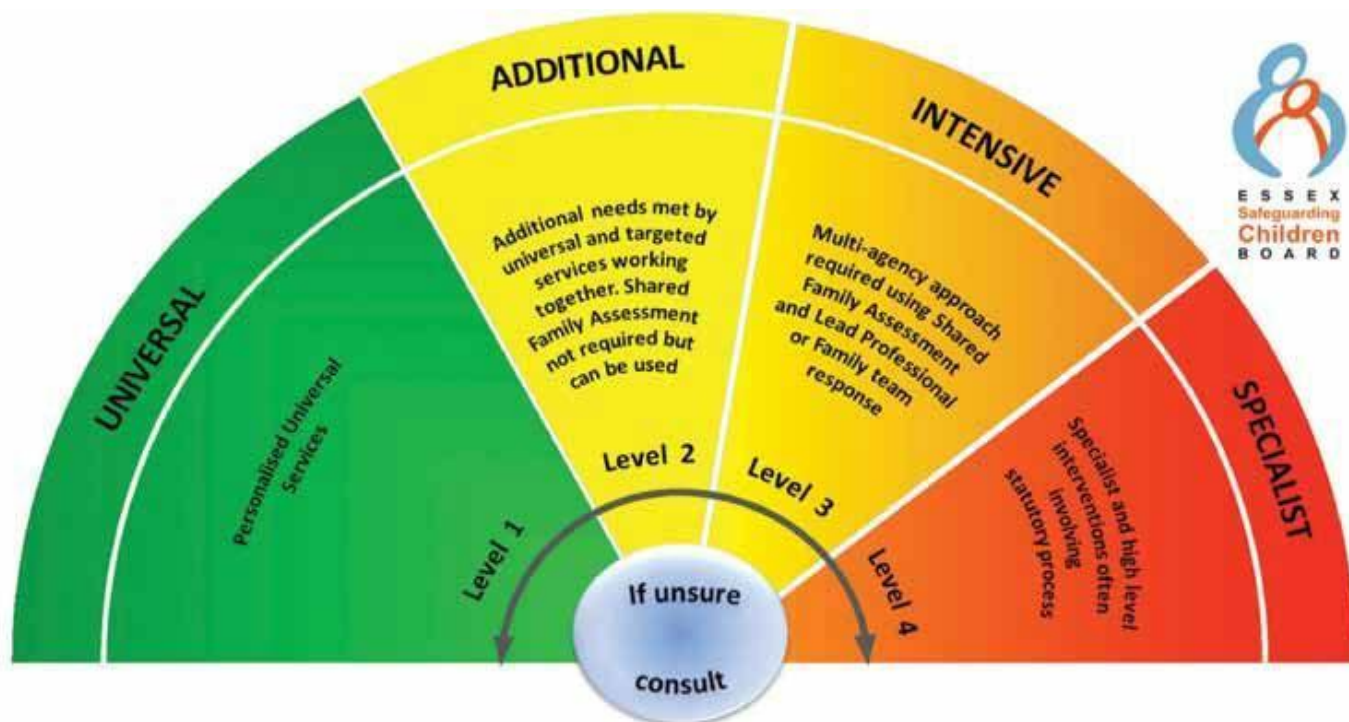 UNIVERSAL
Personalised Universal
Services
Level 1
ADDITIONAL
Additional needs met by
universal and targeted
services working
together. Shared
Family Assessment
not required but
can be used
Level 2
INTENSIVE
Multi-agency approach
required using Shared
Family Assessment
and Lead Professional
or Family team
response
Level 3
SPECIALIST
Specialist and high level
interventions often
involving
statutory process
Level 4
If unsure
consult
ESSEX
Safeguarding
Children
BOARD